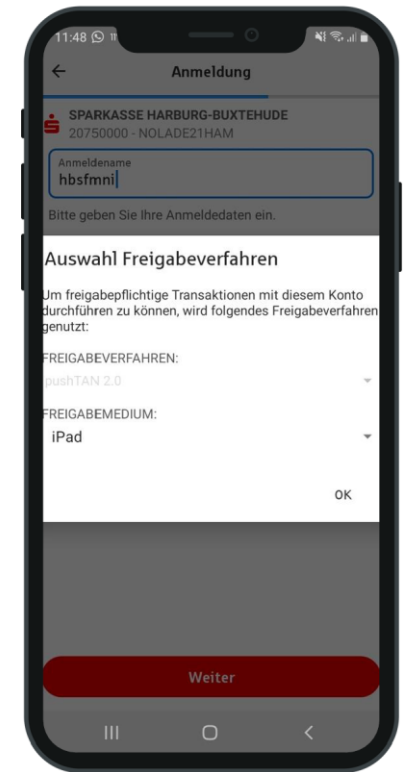 11:48
Anmeldung
SPARKASSE HARBURG-BUXTEHUDE
20750000 - NOLADE21HAM
Anmeldename
hbsfmni
Bitte geben Sie Ihre Anmeldedaten ein.
Auswahl Freigabeverfahren
Um freigabepflichtige Transaktionen mit diesem Konto
durchführen zu können, wird folgendes Freigabeverfahren
genutzt:
FREIGABEVERFAHREN:
pushTAN 2.0
FREIGABEMEDIUM:
iPad
OK
Weiter